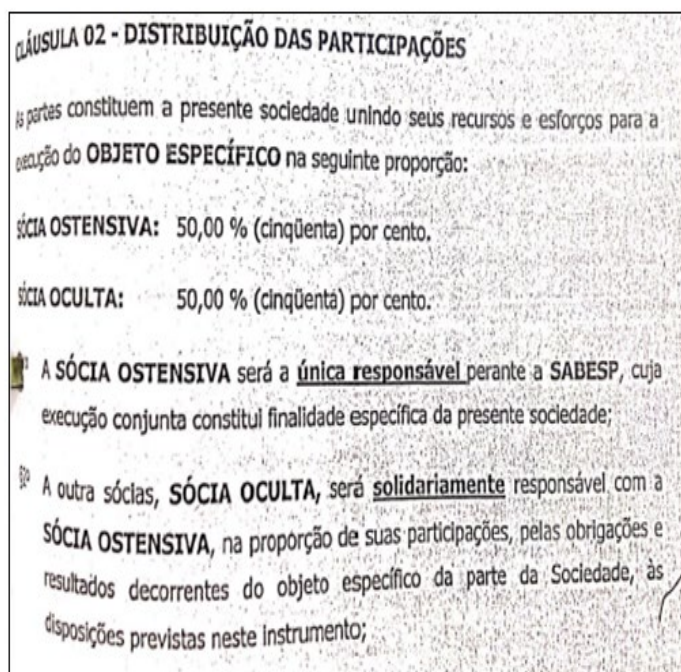 CLÁUSULA 02 - DISTRIBUIÇÃO DAS PARTICIPAÇÕES
As partes constituem a presente sociedade unindo seus recursos e esforços para a
execução do OBJETO ESPECÍFICO na seguinte proporção:
SÓCIA OSTENSIVA: 50,00 % (cinqüenta) por cento.
SÓCIA OCULTA: 50,00 % (cinqüenta) por cento.
A SÓCIA OSTENSIVA será a única responsável perante a SABESP, cuja
execução conjunta constitui finalidade específica da presente sociedade;
A outra sócias, SÓCIA OCULTA, será solidariamente responsável com a
SÓCIA OSTENSIVA, na proporção de suas participações, pelas obrigações e
resultados decorrentes do objeto específico da parte da Sociedade, às
disposições previstas neste instrumento;